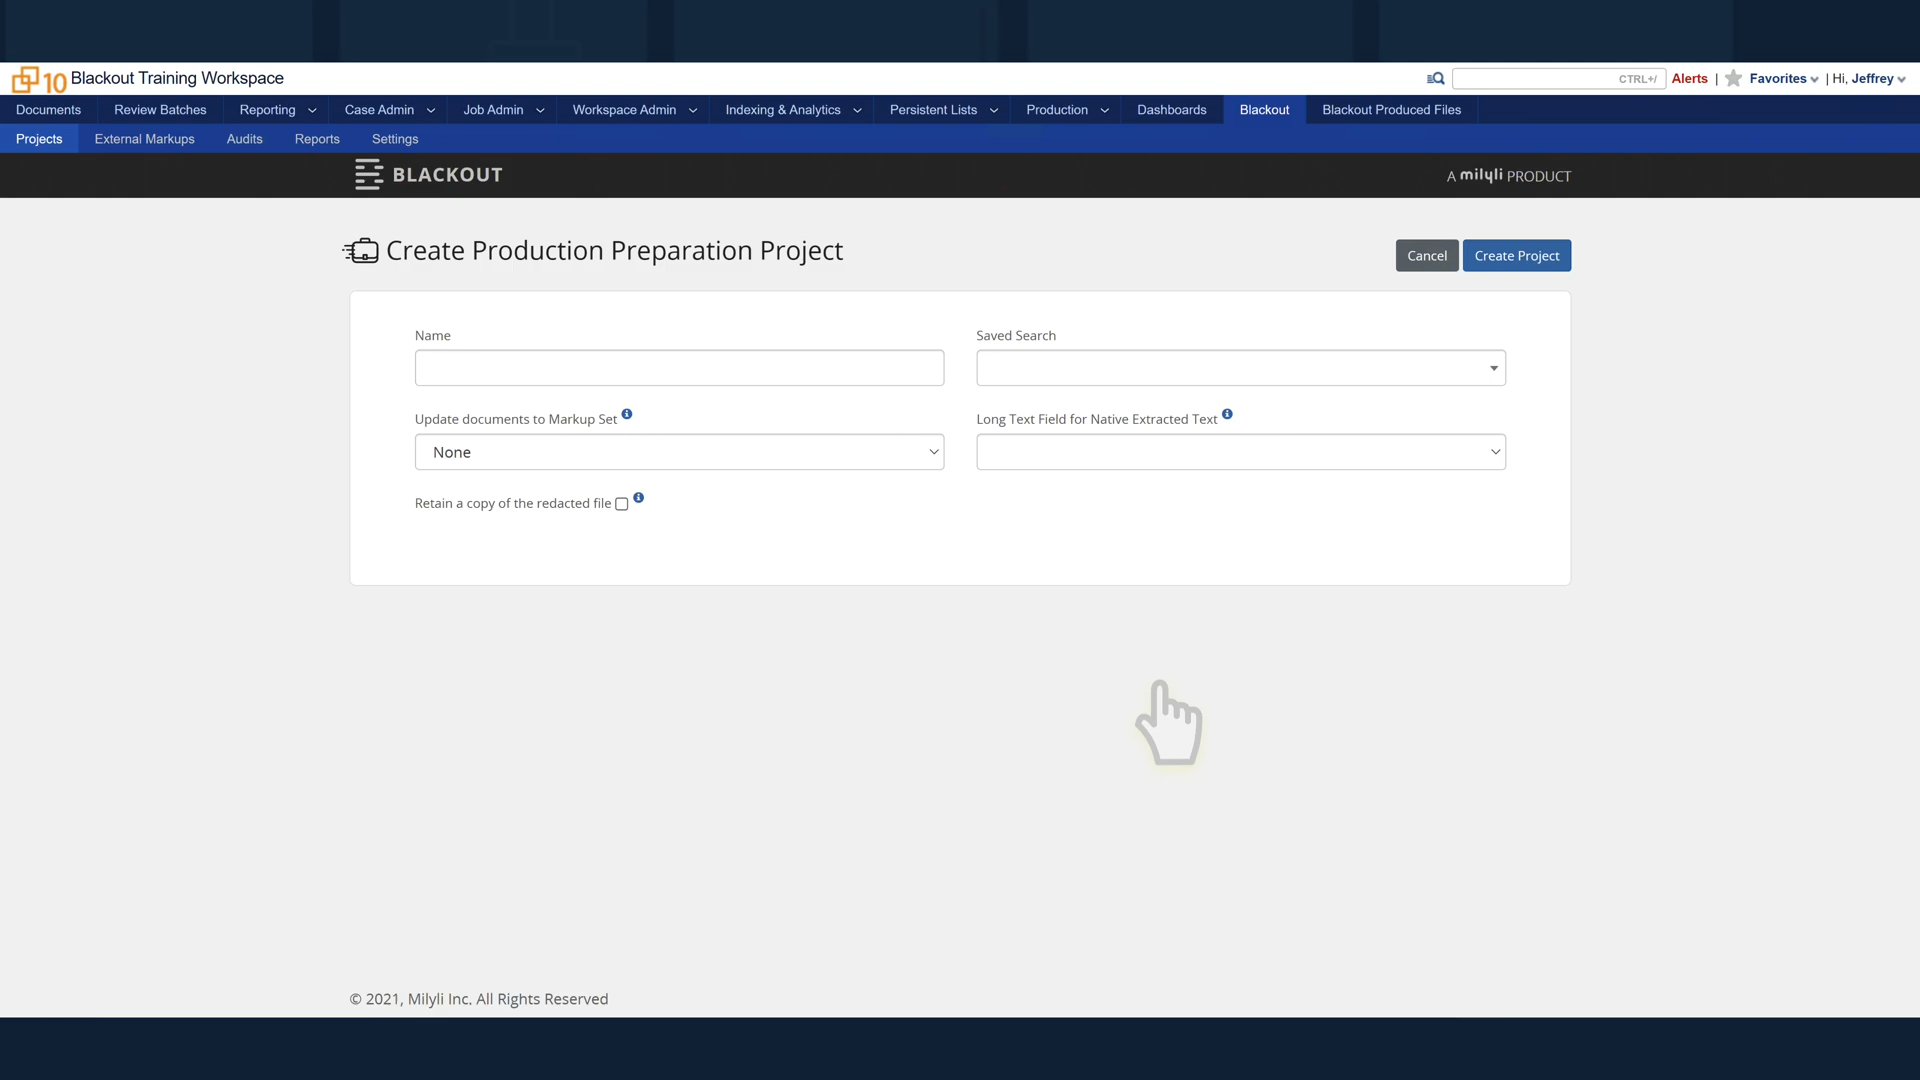 10 Blackout Training Workspace
CTRL+/ Alerts | Favorites | Hi, Jeffrey
Documents Review Batches Reporting Case Admin Job Admin Workspace Admin Indexing & Analytics Persistent Lists Production Dashboards Blackout Blackout Produced Files
Projects External Markups Audits Reports Settings
BLACKOUT A milyli PRODUCT
Create Production Preparation Project Cancel Create Project
Name Saved Search
Update documents to Markup Set Long Text Field for Native Extracted Text
None
Retain a copy of the redacted file
© 2021, Milyli Inc. All Rights Reserved